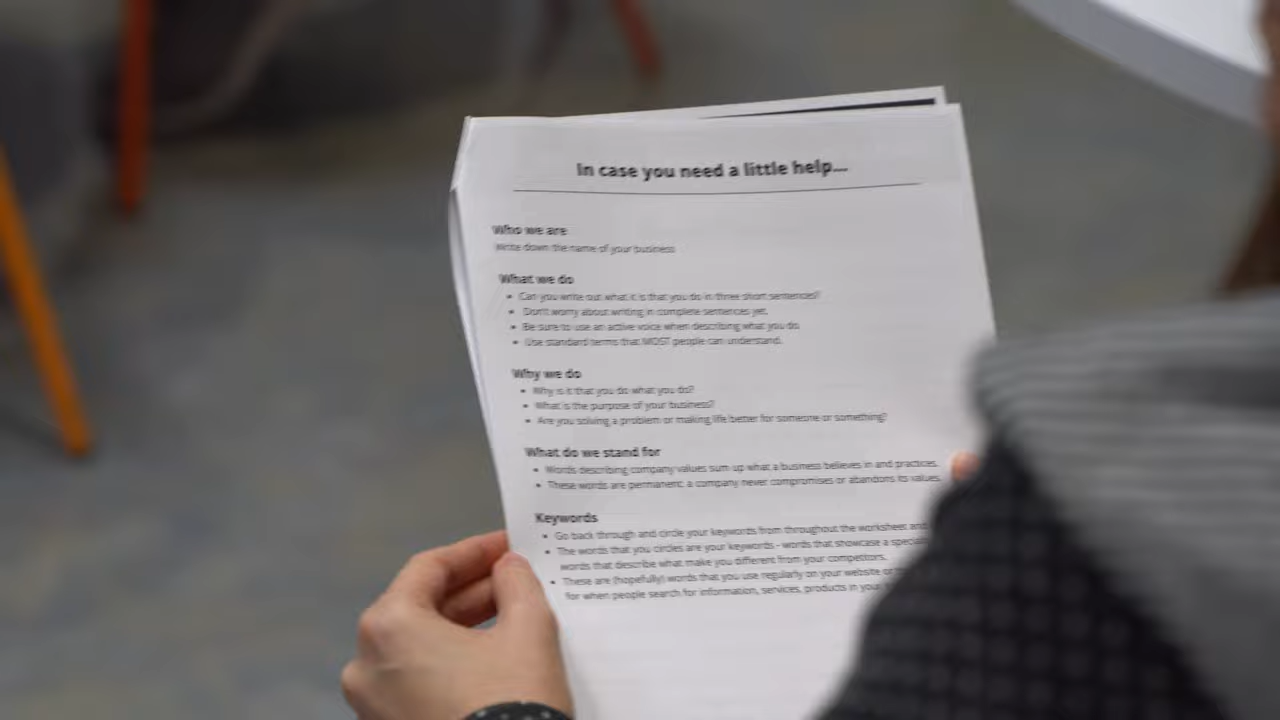 In case you need a little help...
Who we are
Write down the name of your business
What we do
• Can you write out what it is that you do in three short sentences?
• Don't worry about writing in complete sentences yet.
• Be sure to use an active voice when describing what you do
• Use standard terms that MOST people can understand.
Why we do
• Why is it that you do what you do?
• What is the purpose of your business?
• Are you solving a problem or making life better for someone or something?
What do we stand for
• Words describing company values sum up what a business believes in and practices.
• These words are permanent: a company never compromises or abandons its values.
Keywords
• Go back through and circle your keywords from throughout the worksheet and
• The words that you circles are your keywords - words that showcase a
words that describe what make you different from your competitors.
• These are (hopefully) words that you use regularly on your website
for when people search for information, services, products in your